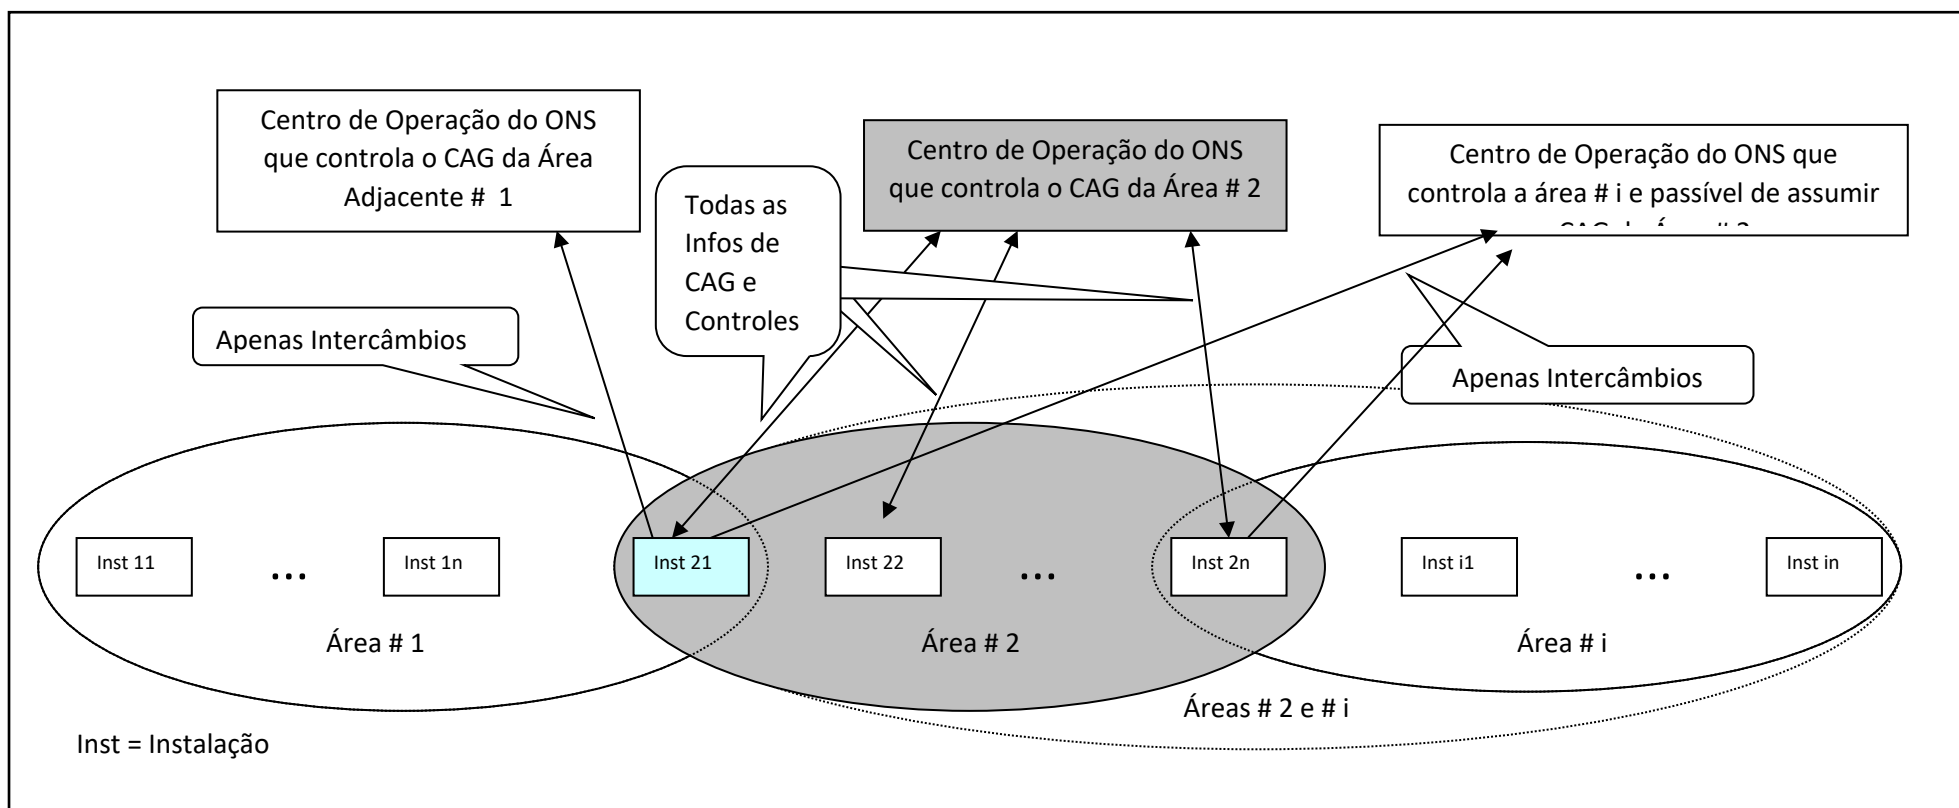 Centro de Operação do ONS
que controla o CAG da Área
Adjacente # 1
Centro de Operação do ONS
que controla o CAG da Área # 2
Centro de Operação do ONS que
controla a área # i e passível de assumir
Todas as
Infos de
CAG e
Controles
Apenas Intercâmbios
Apenas Intercâmbios
Inst 11
...
Inst 1n
Inst 21
Inst 22
...
Inst 2n
Inst i1
...
Inst in
Área # 1
Área # 2
Área # i
Áreas # 2 e # i
Inst = Instalação